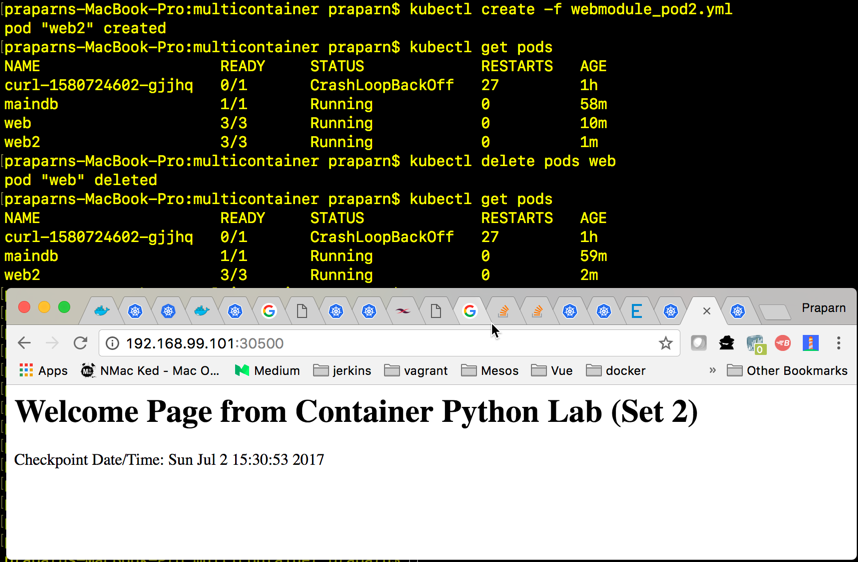 praparns-MacBook-Pro:multicontainer praparn$ kubectl create -f webmodule_pod2.yml
pod "web2" created
praparns-MacBook-Pro:multicontainer praparn$ kubectl get pods
NAME READY STATUS RESTARTS AGE
curl-1580724602-gjjhq 0/1 CrashLoopBackOff 27 1h
maindb 1/1 Running 0 58m
web 3/3 Running 0 10m
web2 3/3 Running 0 1m
praparns-MacBook-Pro:multicontainer praparn$ kubectl delete pods web
pod "web" deleted
praparns-MacBook-Pro:multicontainer praparn$ kubectl get pods
NAME READY STATUS RESTARTS AGE
curl-1580724602-gjjhq 0/1 CrashLoopBackOff 27 1h
maindb 1/1 Running 0 59m
web2 3/3 Running 0 2m
Praparn
192.168.99.101:30500
Apps NMac Ked - Mac O... Medium jerkins vagrant Mesos Vue docker » Other Bookmarks
Welcome Page from Container Python Lab (Set 2)
Checkpoint Date/Time: Sun Jul 2 15:30:53 2017